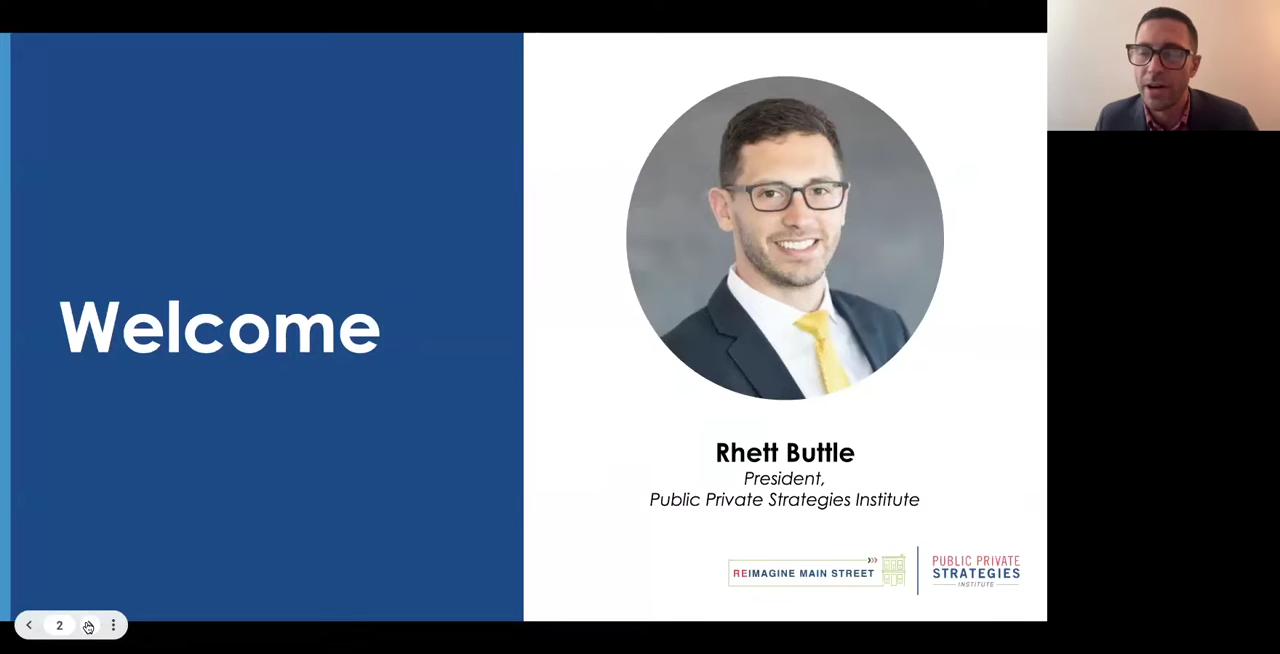 Welcome
Rhett Buttle
President,
Public Private Strategies Institute
REIMAGINE MAIN STREET
PUBLIC PRIVATE
STRATEGIES
INSTITUTE
2